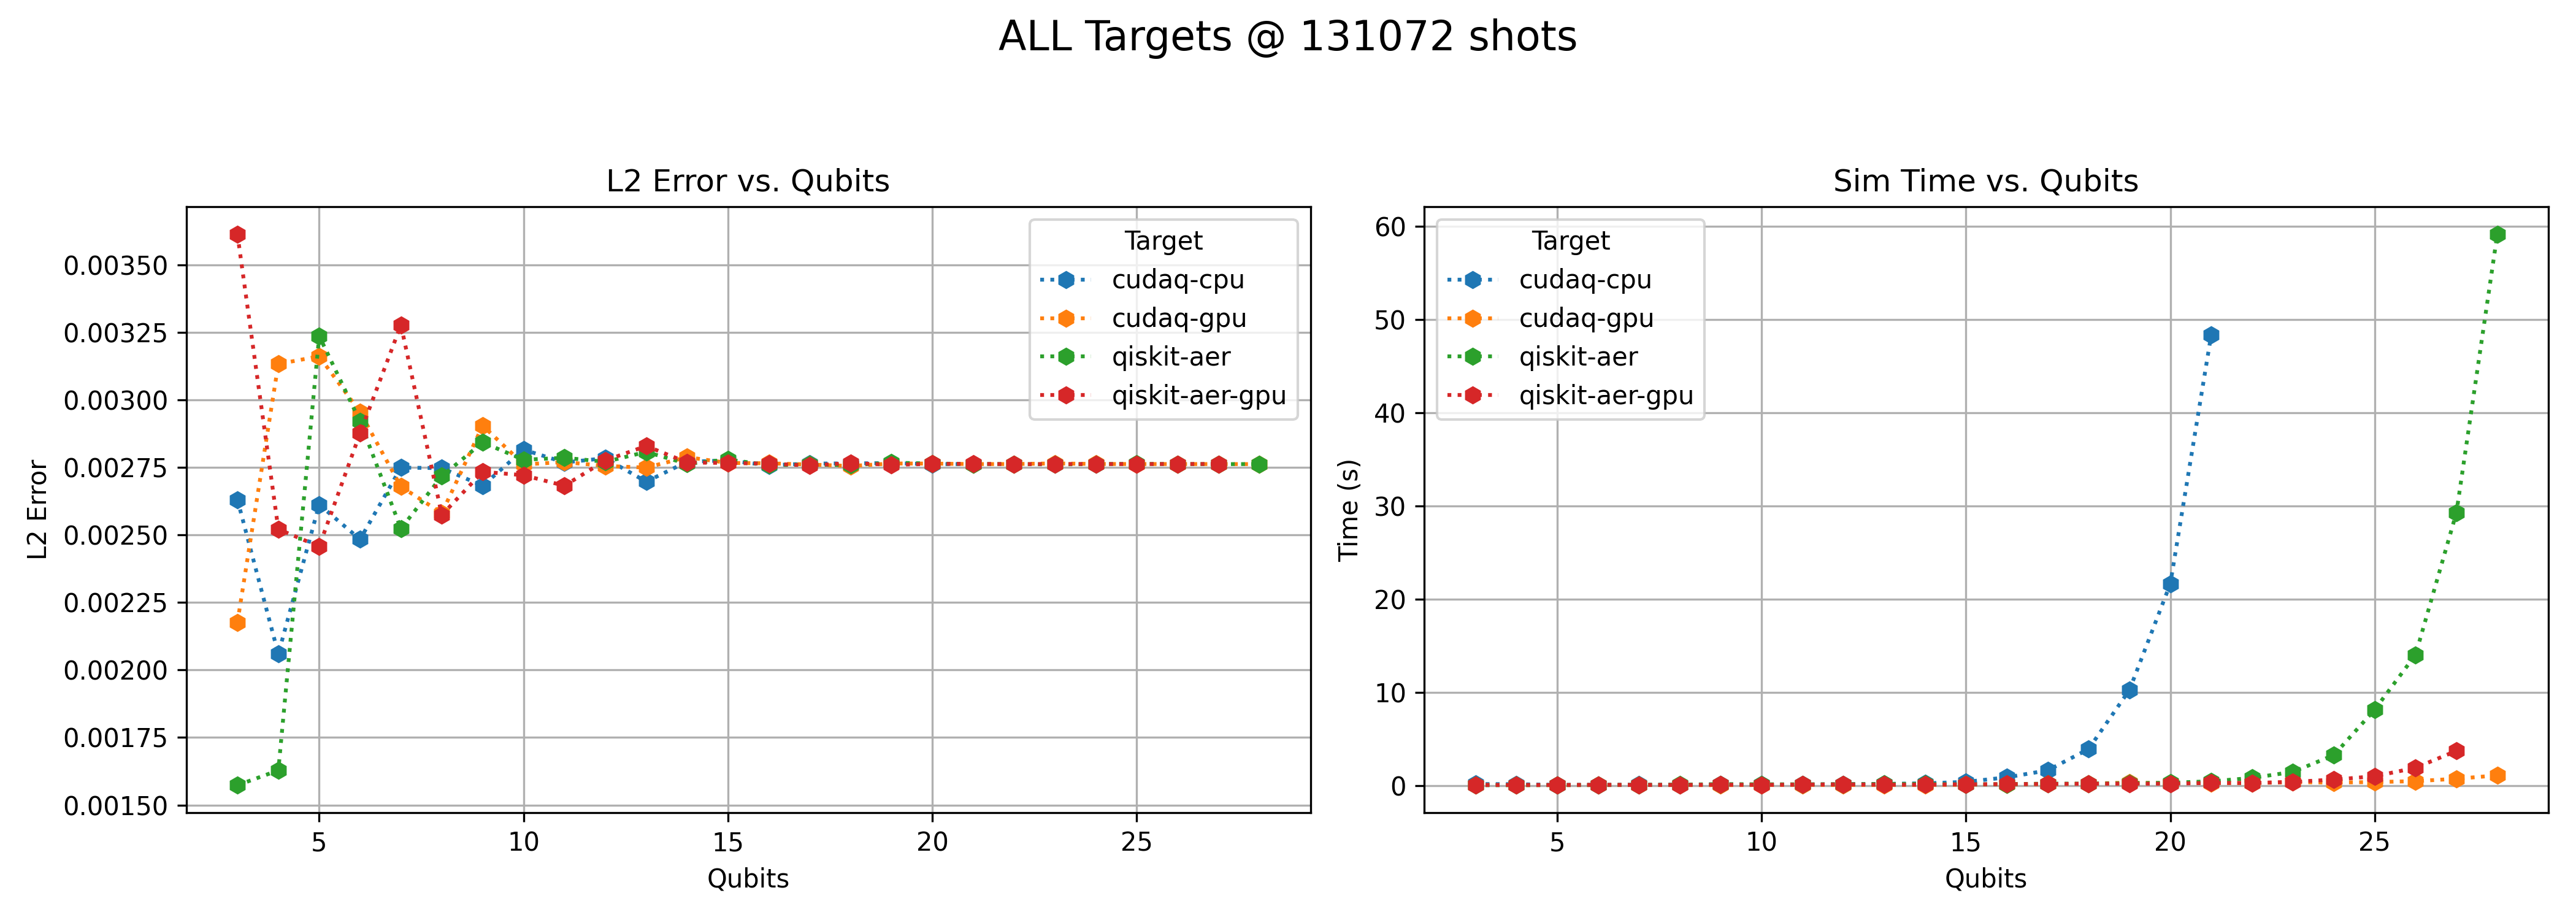 ALL Targets @ 131072 shots
L2 Error vs. Qubits
L2 Error
0.00350
0.00325
0.00300
0.00275
0.00250
0.00225
0.00200
0.00175
0.00150
5 10 15 20 25
Qubits
Target
cudaq-cpu
cudaq-gpu
qiskit-aer
qiskit-aer-gpu
Sim Time vs. Qubits
Time (s)
60
50
40
30
20
10
0
5 10 15 20 25
Qubits
Target
cudaq-cpu
cudaq-gpu
qiskit-aer
qiskit-aer-gpu